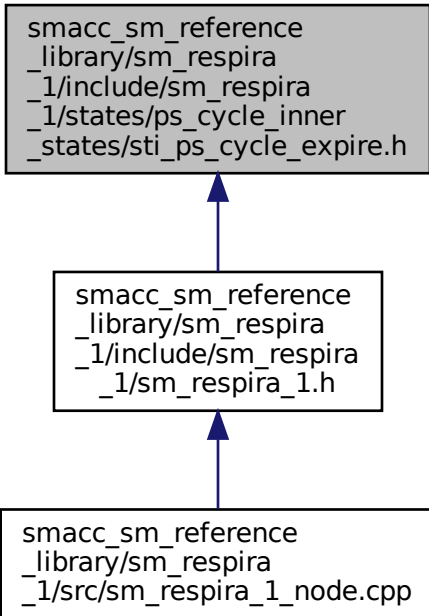 smacc_sm_reference
_library/sm_respira
_1/include/sm_respira
_1/states/ps_cycle_inner
_states/sti_ps_cycle_expire.h
smacc_sm_reference
_library/sm_respira
_1/include/sm_respira
_1/sm_respira_1.h
smacc_sm_reference
_library/sm_respira
_1/src/sm_respira_1_node.cpp